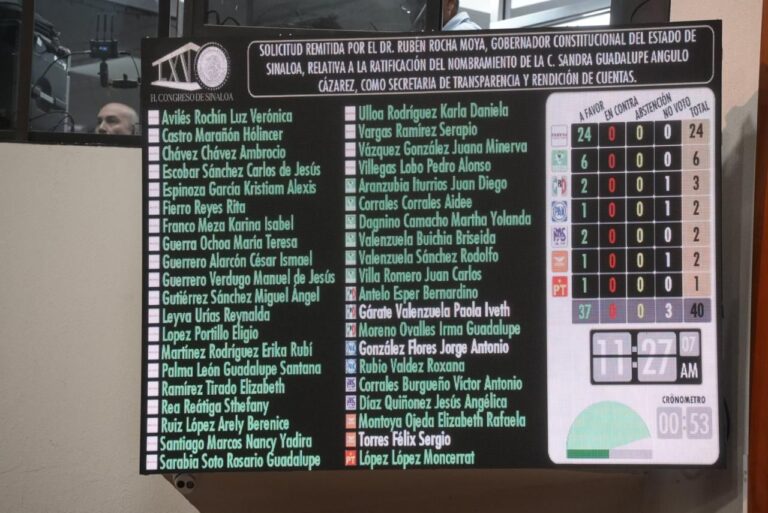 SOLICITUD REMITIDA POR EL DR. RUBÉN ROCHA MOYA, GOBERNADOR CONSTITUCIONAL DEL ESTADO DE
SINALOA, RELATIVA A LA RATIFICACIÓN DEL NOMBRAMIENTO DE LA C. SANDRA GUADALUPE ANGULO
CÁZAREZ, COMO SECRETARIA DE TRANSPARENCIA Y RENDICIÓN DE CUENTAS.
H. CONGRESO DE SINALOA
Avilés Rochín Luz Verónica
Castro Marañón Hólincer
Chávez Chávez Ambrocio
Escobar Sánchez Carlos de Jesús
Espinoza García Kristiam Alexis
Fierro Reyes Rita
Franco Meza Karina Isabel
Guerra Ochoa María Teresa
Guerrero Alarcón César Ismael
Guerrero Verdugo Manuel de Jesús
Gutiérrez Sánchez Miguel Ángel
Leyva Urías Reynalda
Lopez Portillo Eligio
Martinez Rodríguez Erika Rubí
Palma León Guadalupe Santana
Ramírez Tirado Elizabeth
Rea Reátiga Sthefany
Ruiz López Arely Berenice
Santiago Marcos Nancy Yadira
Sarabia Soto Rosario Guadalupe
Ulloa Rodríguez Karla Daniela
Vargas Ramírez Serapio
Vázquez González Juana Minerva
Villegas Lobo Pedro Alonso
Aranzubia Iturrios Juan Diego
Corrales Corrales Aidee
Dagnino Camacho Martha Yolanda
Valenzuela Buichia Briseida
Valenzuela Sánchez Rodolfo
Villa Romero Juan Carlos
Antelo Esper Bernardino
Gárate Valenzuela Paola Iveth
Moreno Ovalles Irma Guadalupe
González Flores Jorge Antonio
Rubio Valdez Roxana
Corrales Burgueño Víctor Antonio
Díaz Quiñonez Jesús Angélica
Montoya Ojeda Elizabeth Rafaela
Torres Félix Sergio
PT López López Moncerrat
A FAVOR EN CONTRA ABSTENCIÓN NO VOTO TOTAL
24 0 0 0 24
6 0 0 0 6
PRI 2 0 0 1 3
PAN 1 0 0 1 2
PAS 2 0 0 0 2
1 0 0 1 2
PT 1 0 0 0 1
37 0 0 3 40
11:27 07
AM
CRÓNOMETRO
00:53